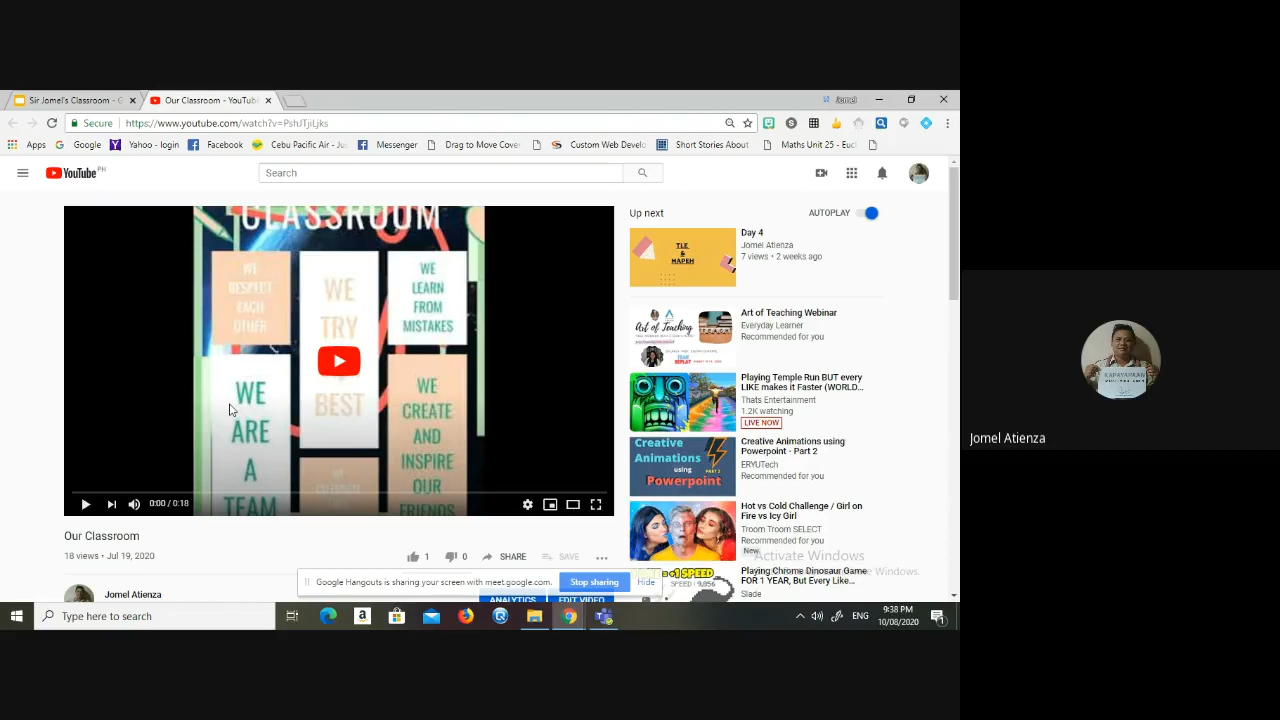 Sir Jomel's Classroom - G
Our Classroom - YouTube
Jomel
Secure
https://www.youtube.com/watch?v=PshJTjiLjks
Apps
Google
Yahoo - login
Facebook
Cebu Pacific Air - Ju
Messenger
Drag to Move Cover
Custom Web Develo
Short Stories About
Maths Unit 25 - Eucl
YouTube PH
Search
CLASSROOM
WE
RESPECT
EACH
OTHER
WE
TRY
BEST
WE
LEARN
FROM
MISTAKES
WE
ARE
A
TEAM
WE
CREATE
AND
INSPIRE
OUR
FRIENDS
0:00 / 0:18
Our Classroom
18 views • Jul 19, 2020
1
0
SHARE
SAVE
Jomel Atienza
ANALYTICS
EDIT VIDEO
Google Hangouts is sharing your screen with meet.google.com.
Stop sharing
Hide
Up next
AUTOPLAY
TLE
&
MAPEH
Day 4
Jomel Atienza
7 views • 2 weeks ago
Art of Teaching
Art of Teaching Webinar
Everyday Learner
Recommended for you
Playing Temple Run BUT every
LIKE makes it Faster (WORLD...
Thats Entertainment
1.2K watching
LIVE NOW
Creative
Animations
using
Powerpoint
PART 2
Creative Animations using
Powerpoint - Part 2
ERYUTech
Recommended for you
Hot vs Cold Challenge / Girl on
Fire vs Icy Girl
Troom Troom SELECT
Recommended for you
New
Activate Windows
=+1 SPEED
SPEED: 9,056
Playing Chrome Dinosaur Game
FOR 1 YEAR, But Every Like...
Slade
Type here to search
ENG
9:38 PM
10/08/2020
1
KAPAYAPAAN
Jomel Atienza